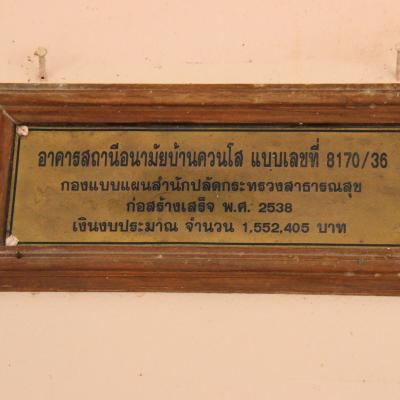 อาคารสถานีอนามัยบ้านควนโส แบบเลขที่ 8170/36
กองแบบแผนสำนักปลัดกระทรวงสาธารณสุข
ก่อสร้างเสร็จ พ.ศ. 2538
เงินงบประมาณ จำนวน 1,552,405 บาท